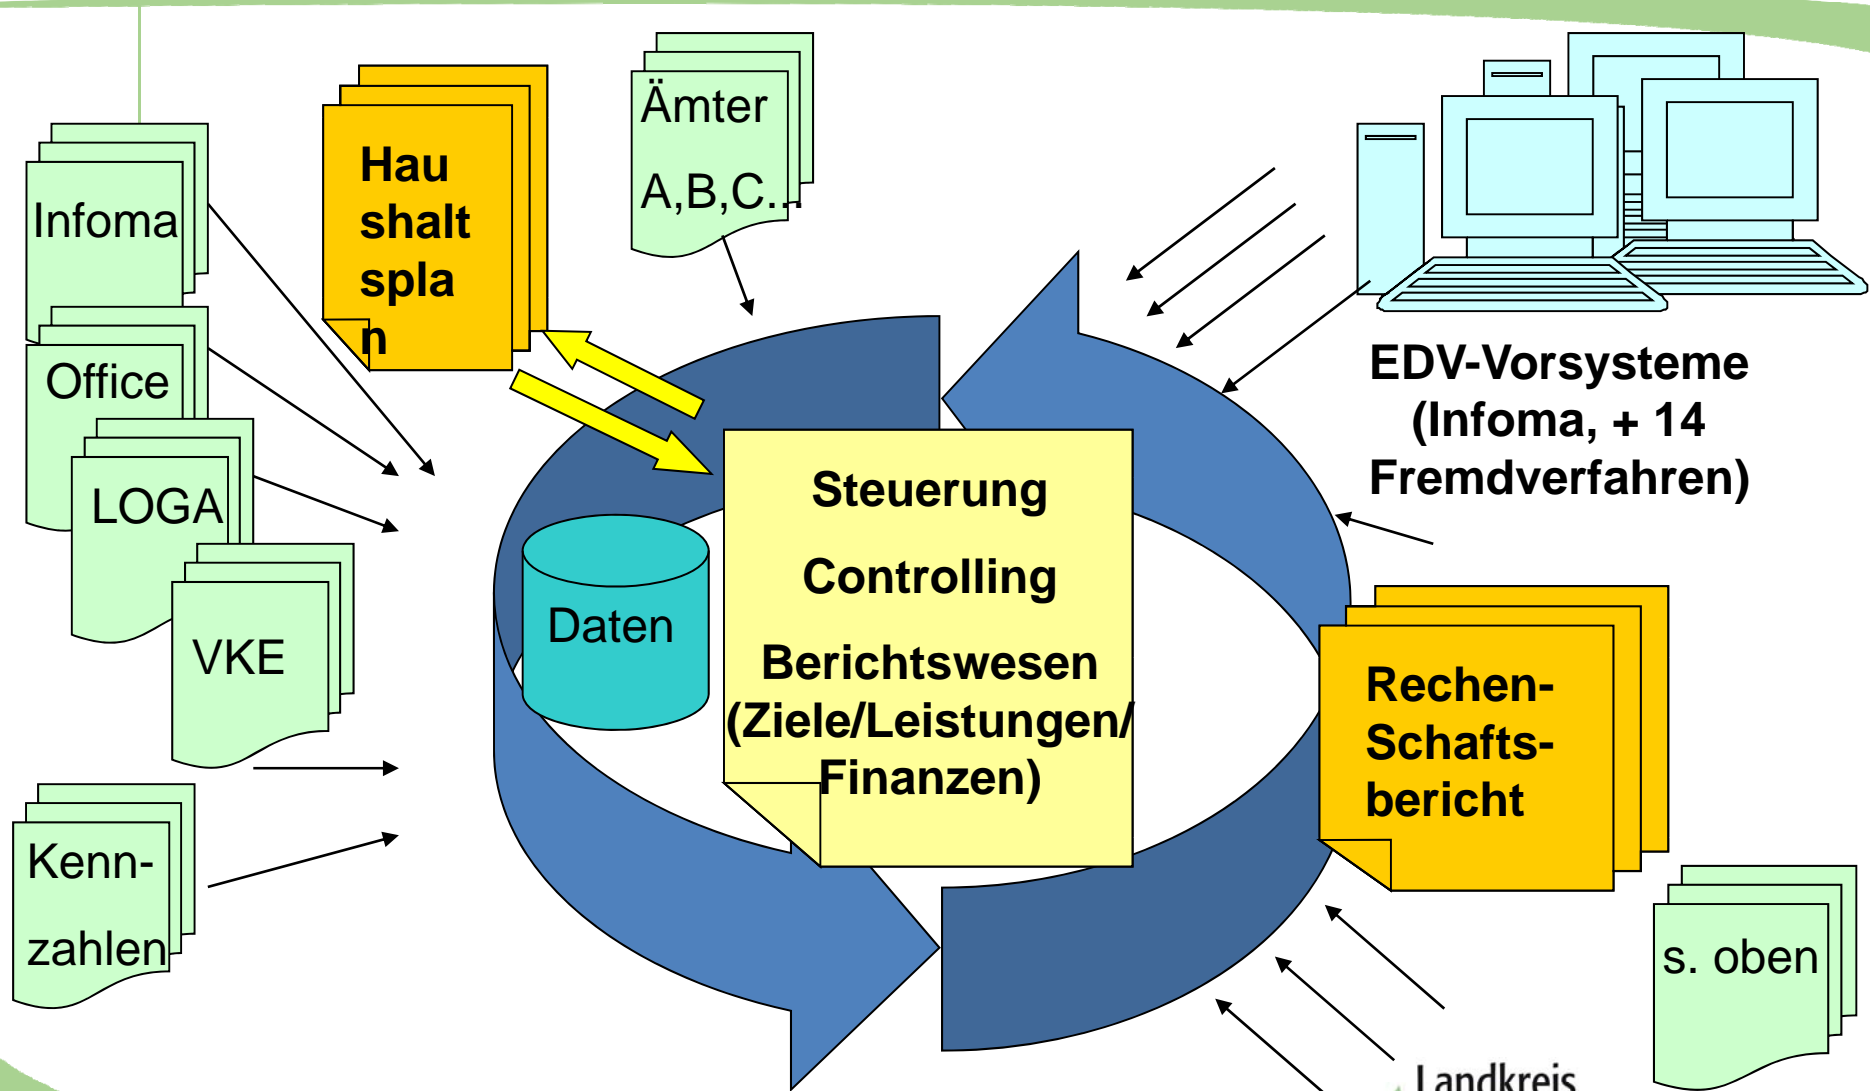 Ämter
A,B,C...
Hau
shalt
spla
n
Infoma
Office
LOGA
VKE
Kenn-
zahlen
Daten
Steuerung
Controlling
Berichtswesen
(Ziele/Leistungen/
Finanzen)
EDV-Vorsysteme
(Infoma, + 14
Fremdverfahren)
Rechen-
Schafts-
bericht
s. oben
Landkreis